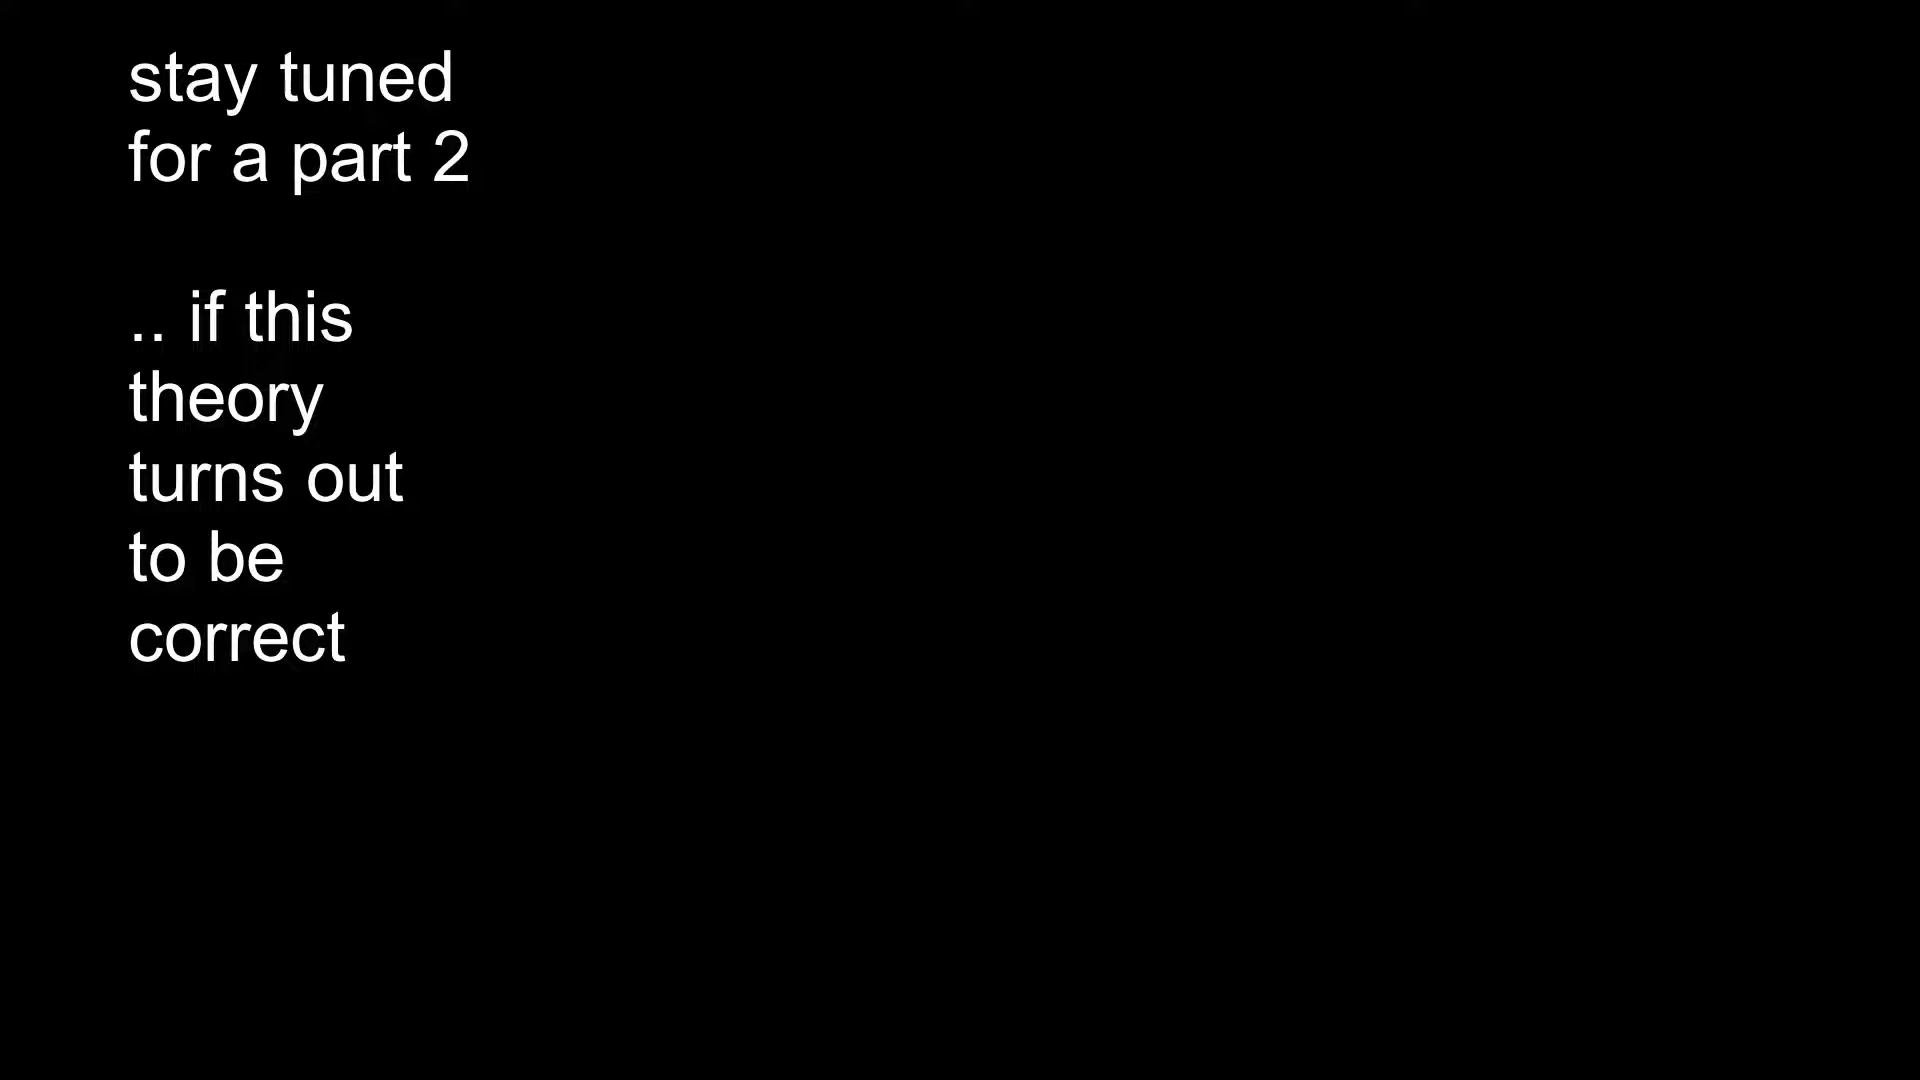 stay tuned
for a part 2
.. if this
theory
turns out
to be
correct